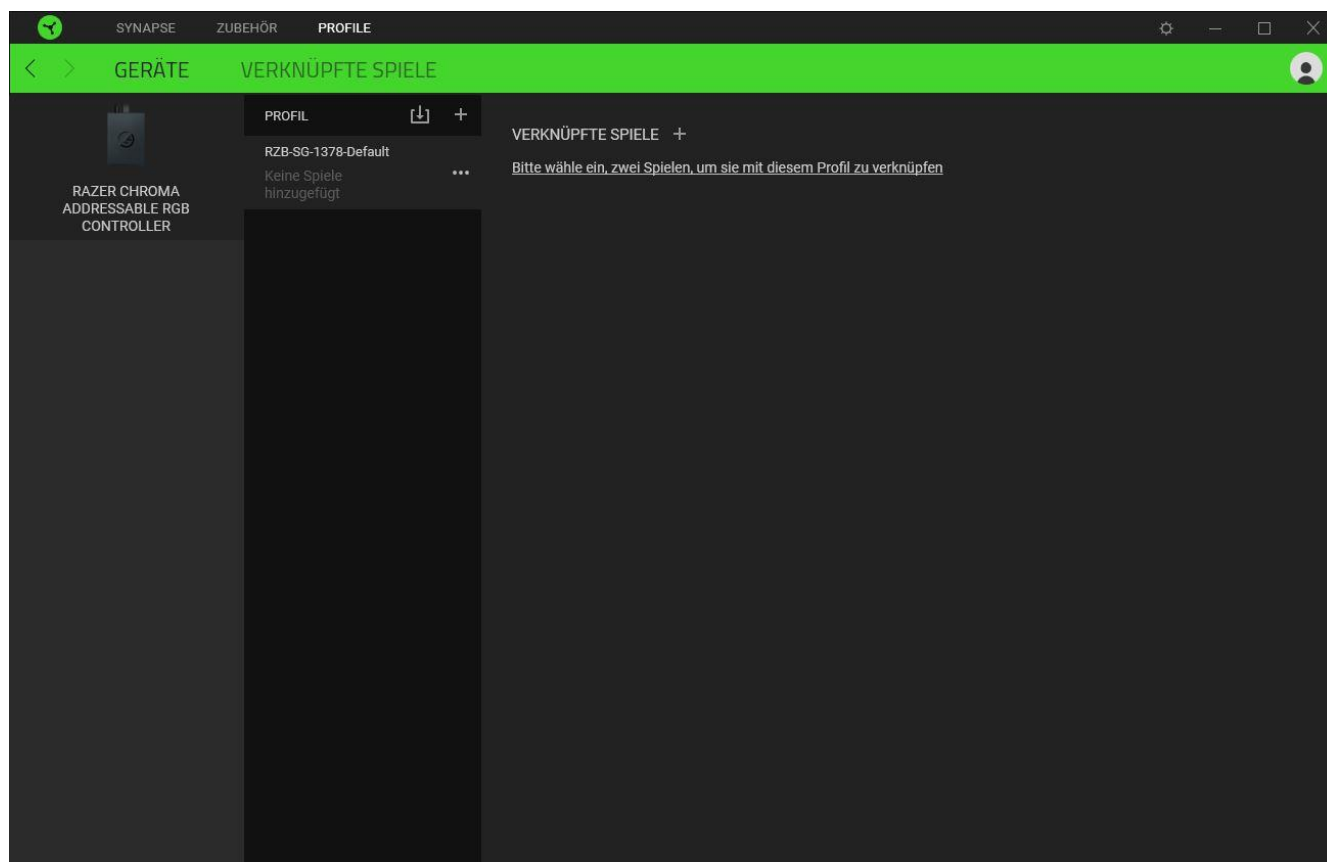 SYNAPSE ZUBEHÖR PROFILE
GERÄTE VERKNÜPFTE SPIELE
RAZER CHROMA
ADDRESSABLE RGB
CONTROLLER
PROFIL
RZB-SG-1378-Default
Keine Spiele
hinzugefügt
VERKNÜPFTE SPIELE
Bitte wähle ein, zwei Spielen, um sie mit diesem Profil zu verknüpfen